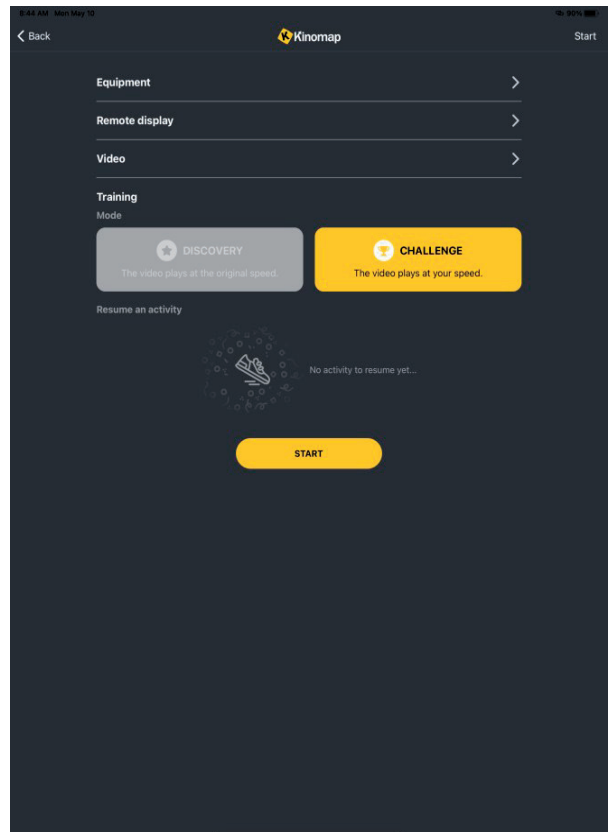 8:44 AM Mon May 10
90%
Back
Kinomap
Start
Equipment
Remote display
Video
Training
Mode
DISCOVERY
The video plays at the original speed.
CHALLENGE
The video plays at your speed.
Resume an activity
No activity to resume yet...
START